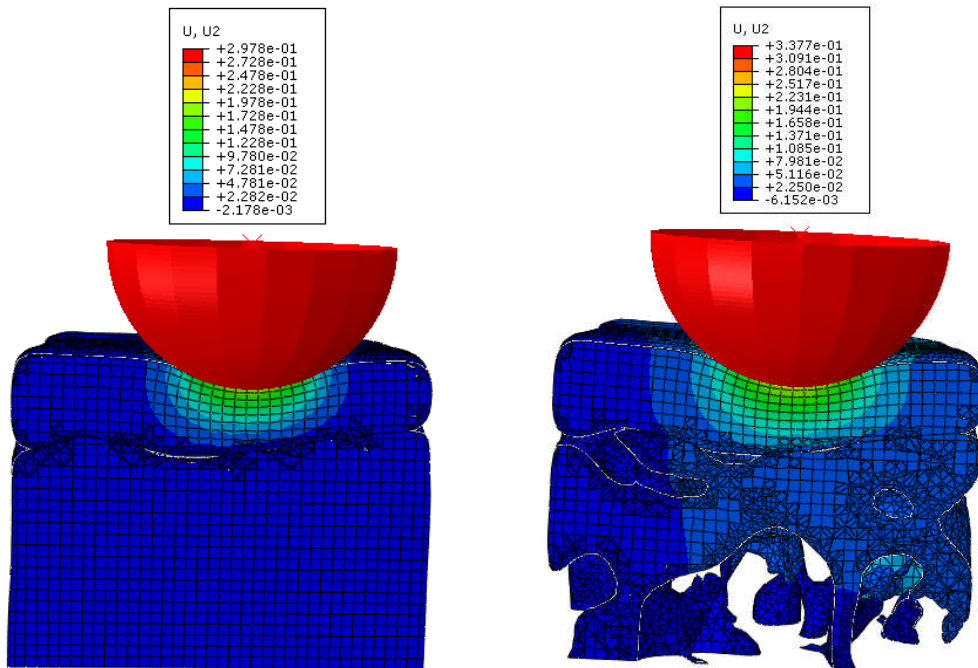 U, U2
+2.978e-01
+2.728e-01
+2.478e-01
+2.228e-01
+1.978e-01
+1.728e-01
+1.478e-01
+1.228e-01
+9.780e-02
+7.281e-02
+4.781e-02
+2.282e-02
-2.178e-03
U, U2
+3.377e-01
+3.091e-01
+2.804e-01
+2.517e-01
+2.231e-01
+1.944e-01
+1.658e-01
+1.371e-01
+1.085e-01
+7.981e-02
+5.116e-02
+2.250e-02
-6.152e-03